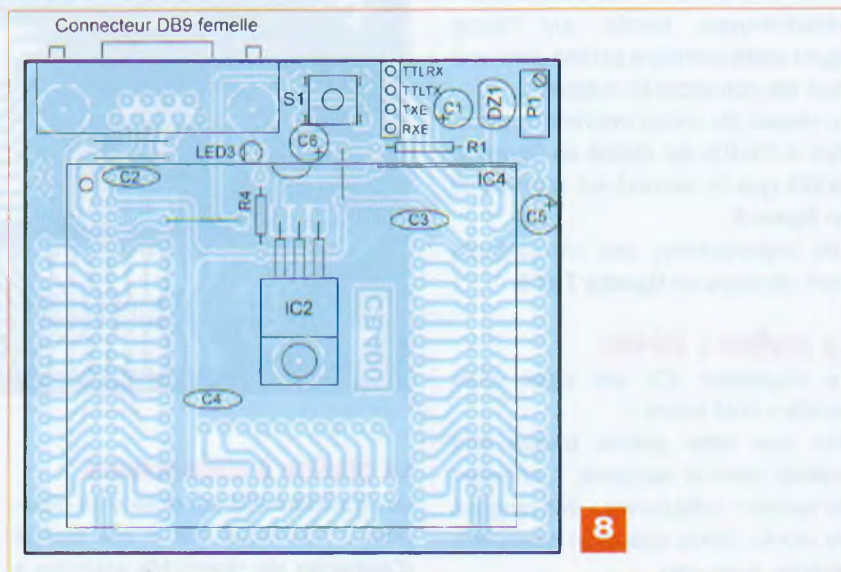 Connecteur DB9 femelle
S1
TTLRX
TTLTX
TXE
RXE
C1
DZ1
P1
LED3
C6
R1
C2
IC4
R4
C3
C5
IC2
CB400
C4
8